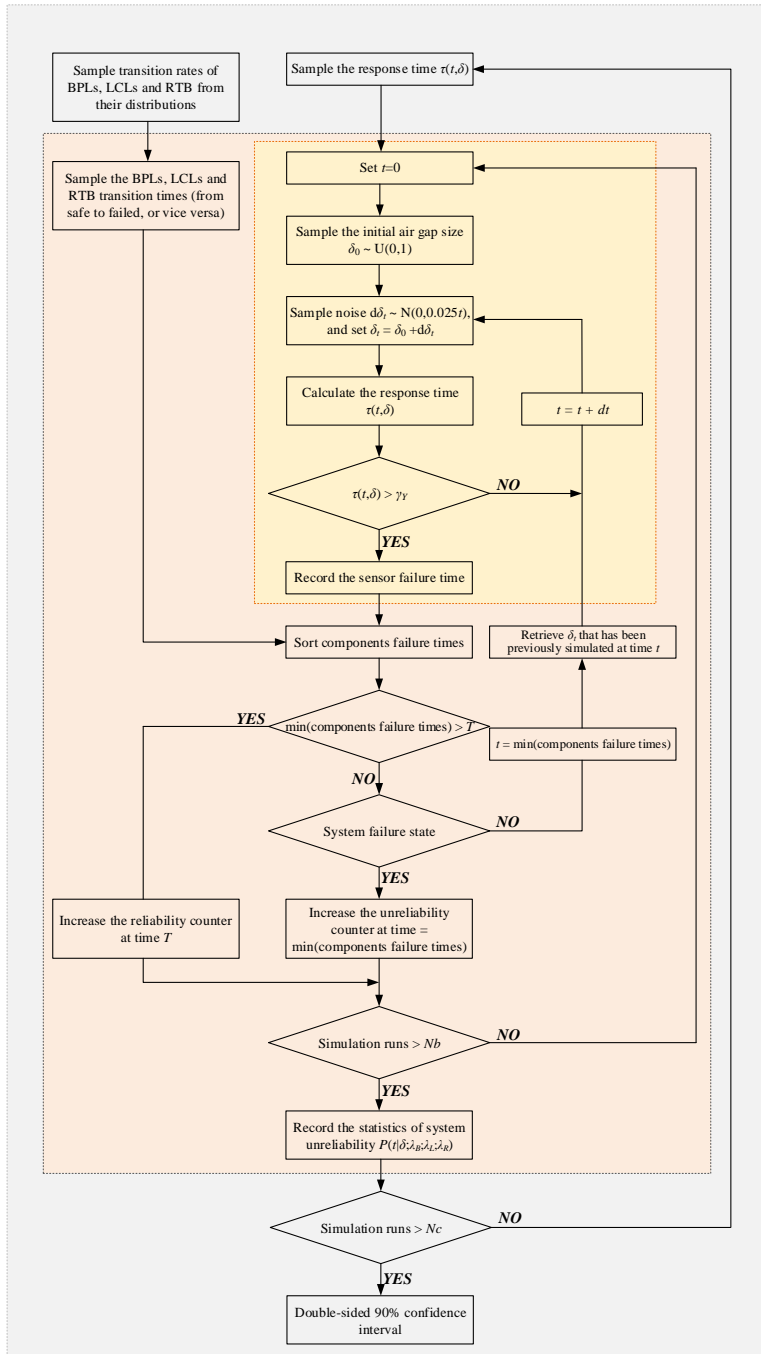 Sample transition rates of
BPLs, LCLs and RTB from
their distributions
Sample the response time τ(t,δ)
Sample the BPLs, LCLs and
RTB transition times (from
safe to failed, or vice versa)
Set t=0
Sample the initial air gap size
δ₀ ~ U(0,1)
Sample noise dδₜ ~ N(0,0.025t),
and set δₜ = δ₀ +dδₜ
Calculate the response time
τ(t,δ)
t = t + dt
τ(t,δ) > γ_Y
NO
YES
Record the sensor failure time
Sort components failure times
Retrieve δₜ that has been
previously simulated at time t
YES
min(components failure times) > T
t = min(components failure times)
NO
System failure state
NO
YES
Increase the reliability counter
at time T
Increase the unreliability
counter at time =
min(components failure times)
Simulation runs > Nb
NO
YES
Record the statistics of system
unreliability P(t|δ;λ_B;λ_L;λ_R)
Simulation runs > Nc
NO
YES
Double-sided 90% confidence
interval